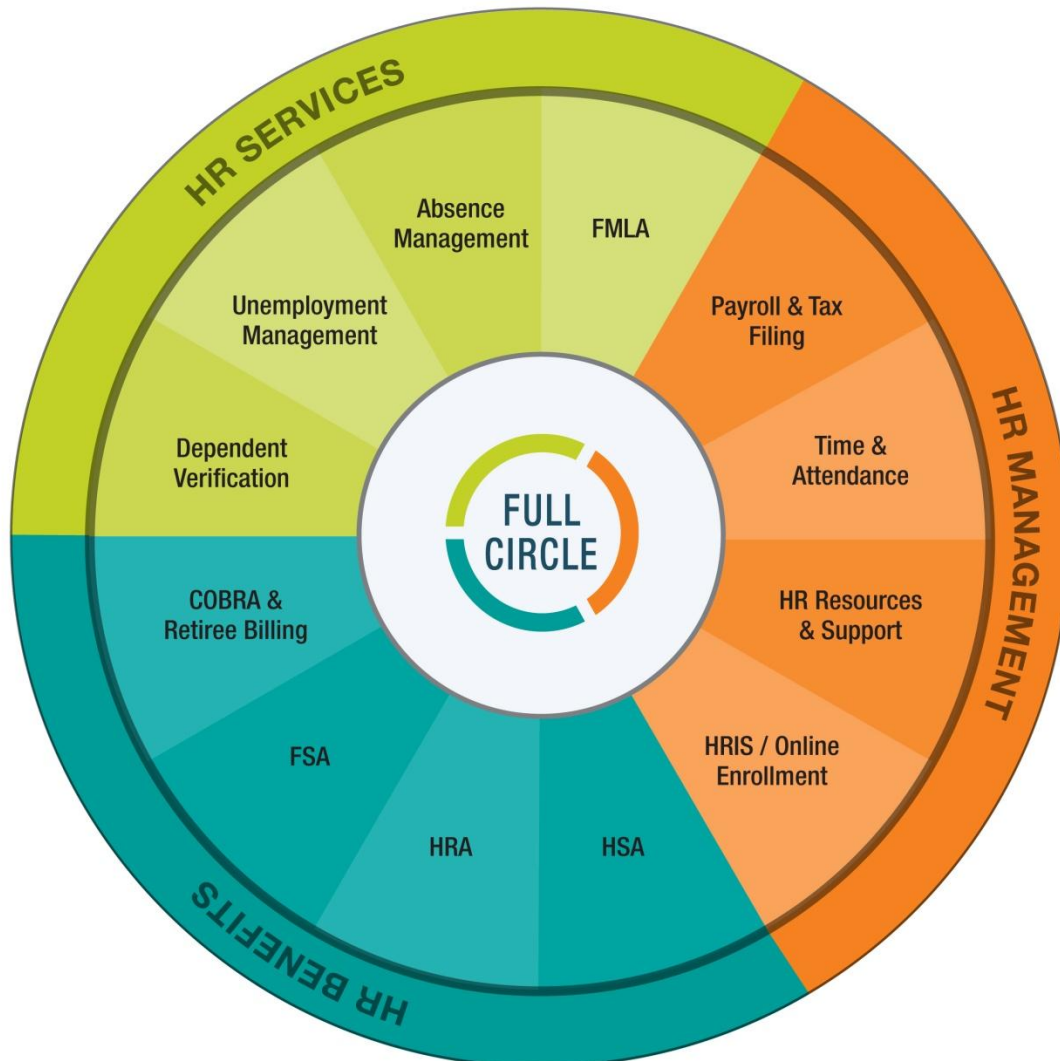 HR SERVICES
Absence
Management
FMLA
Unemployment
Management
Payroll & Tax
Filing
Dependent
Verification
Time &
Attendance
HR MANAGEMENT
FULL
CIRCLE
COBRA &
Retiree Billing
HR Resources
& Support
FSA
HRIS / Online
Enrollment
HRA
HSA
HR BENEFITS